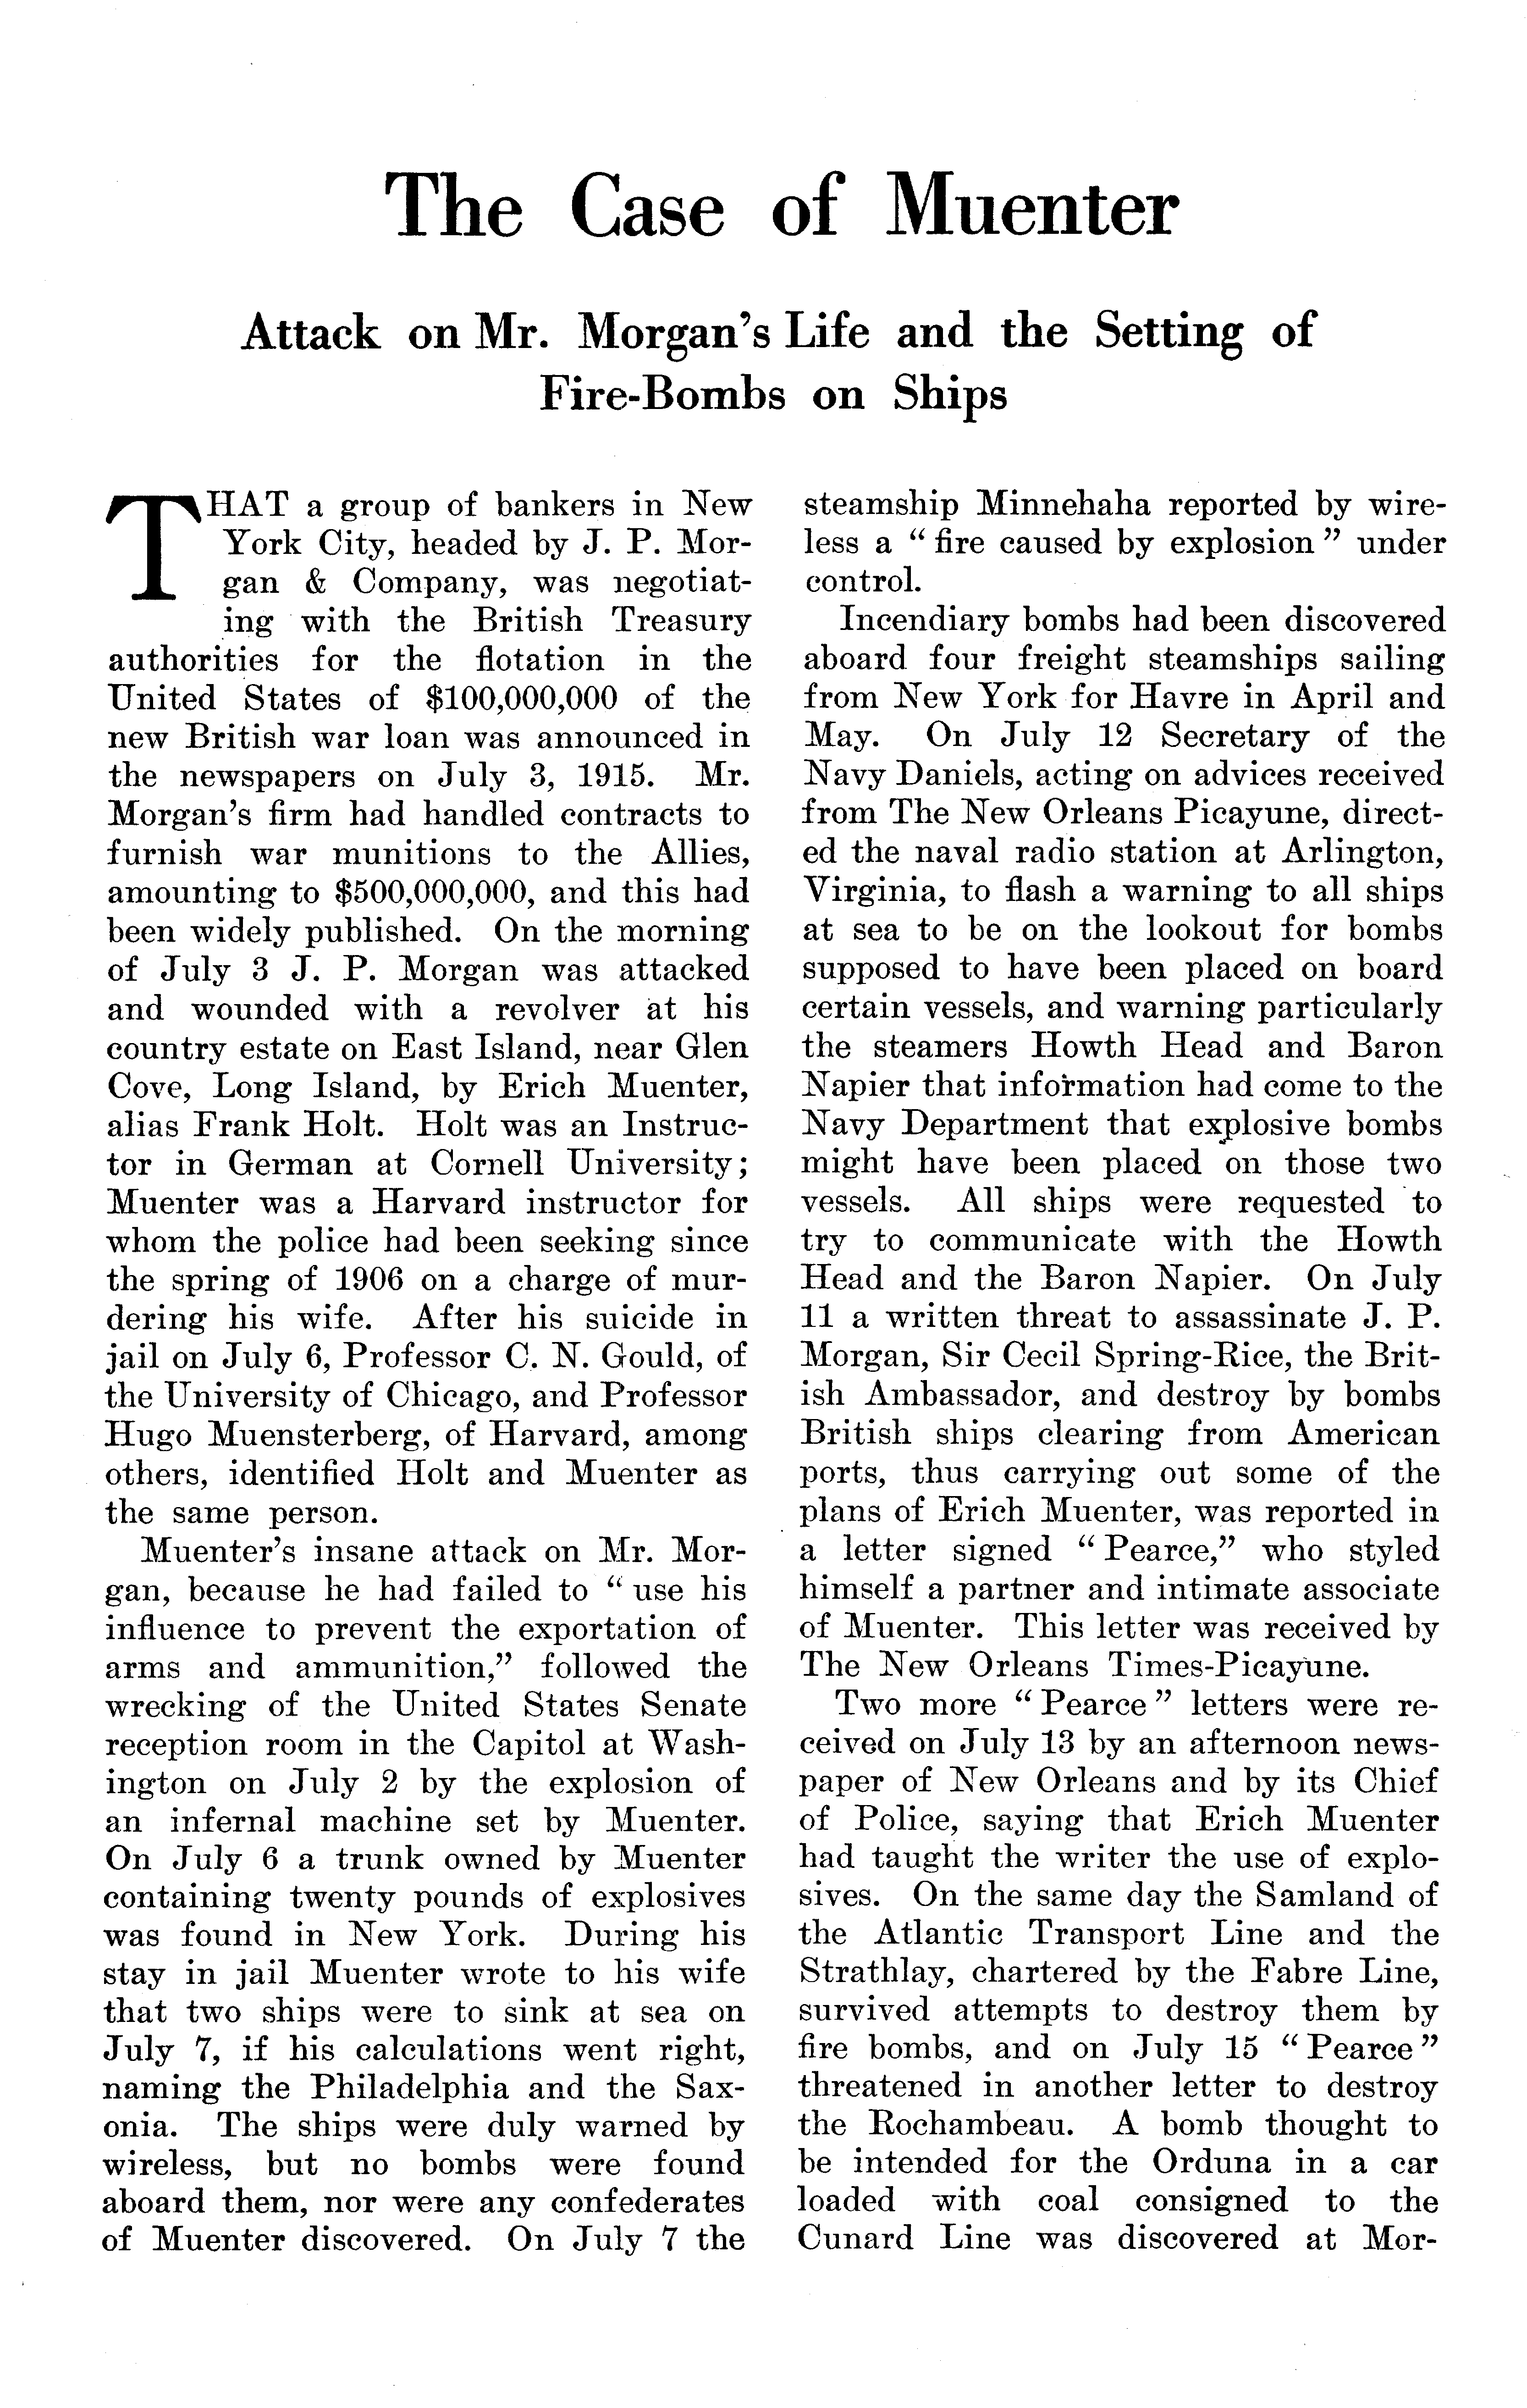 The Case of Muenter
Attack on Mr. Morgan's Life and the Setting of
Fire-Bombs on Ships
THAT a group of bankers in New
York City, headed by J. P. Mor-
gan & Company, was negotiat-
ing with the British Treasury
authorities for the flotation in the
United States of $100,000,000 of the
new British war loan was announced in
the newspapers on July 3, 1915. Mr.
Morgan's firm had handled contracts to
furnish war munitions to the Allies,
amounting to $500,000,000, and this had
been widely published. On the morning
of July 3 J. P. Morgan was attacked
and wounded with a revolver at his
country estate on East Island, near Glen
Cove, Long Island, by Erich Muenter,
alias Frank Holt. Holt was an Instruc-
tor in German at Cornell University;
Muenter was a Harvard instructor for
whom the police had been seeking since
the spring of 1906 on a charge of mur-
dering his wife. After his suicide in
jail on July 6, Professor C. N. Gould, of
the University of Chicago, and Professor
Hugo Muensterberg, of Harvard, among
others, identified Holt and Muenter as
the same person.
Muenter's insane attack on Mr. Mor-
gan, because he had failed to "use his
influence to prevent the exportation of
arms and ammunition," followed the
wrecking of the United States Senate
reception room in the Capitol at Wash-
ington on July 2 by the explosion of
an infernal machine set by Muenter.
On July 6 a trunk owned by Muenter
containing twenty pounds of explosives
was found in New York. During his
stay in jail Muenter wrote to his wife
that two ships were to sink at sea on
July 7, if his calculations went right,
naming the Philadelphia and the Sax-
onia. The ships were duly warned by
wireless, but no bombs were found
aboard them, nor were any confederates
of Muenter discovered. On July 7 the
steamship Minnehaha reported by wire-
less a "fire caused by explosion" under
control.
Incendiary bombs had been discovered
aboard four freight steamships sailing
from New York for Havre in April and
May. On July 12 Secretary of the
Navy Daniels, acting on advices received
from The New Orleans Picayune, direct-
ed the naval radio station at Arlington,
Virginia, to flash a warning to all ships
at sea to be on the lookout for bombs
supposed to have been placed on board
certain vessels, and warning particularly
the steamers Howth Head and Baron
Napier that information had come to the
Navy Department that explosive bombs
might have been placed on those two
vessels. All ships were requested to
try to communicate with the Howth
Head and the Baron Napier. On July
11 a written threat to assassinate J. P.
Morgan, Sir Cecil Spring-Rice, the Brit-
ish Ambassador, and destroy by bombs
British ships clearing from American
ports, thus carrying out some of the
plans of Erich Muenter, was reported in
a letter signed "Pearce," who styled
himself a partner and intimate associate
of Muenter. This letter was received by
The New Orleans Times-Picayune.
Two more "Pearce" letters were re-
ceived on July 13 by an afternoon news-
paper of New Orleans and by its Chief
of Police, saying that Erich Muenter
had taught the writer the use of explo-
sives. On the same day the Samland of
the Atlantic Transport Line and the
Strathlay, chartered by the Fabre Line,
survived attempts to destroy them by
fire bombs, and on July 15 "Pearce"
threatened in another letter to destroy
the Rochambeau. A bomb thought to
be intended for the Orduna in a car
loaded with coal consigned to the
Cunard Line was discovered at Mor-